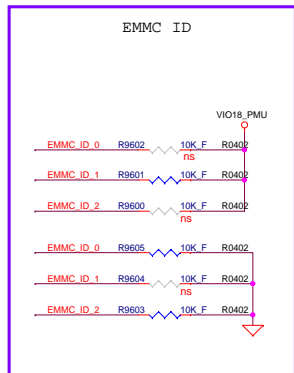 EMMC ID
VIO18_PMU
EMMC_ID_0 R9602 10K_F R0402
ns
EMMC_ID_1 R9601 10K_F R0402
EMMC_ID_2 R9600 10K_F R0402
ns
EMMC_ID_0 R9605 10K_F R0402
EMMC_ID_1 R9604 10K_F R0402
ns
EMMC_ID_2 R9603 10K_F R0402